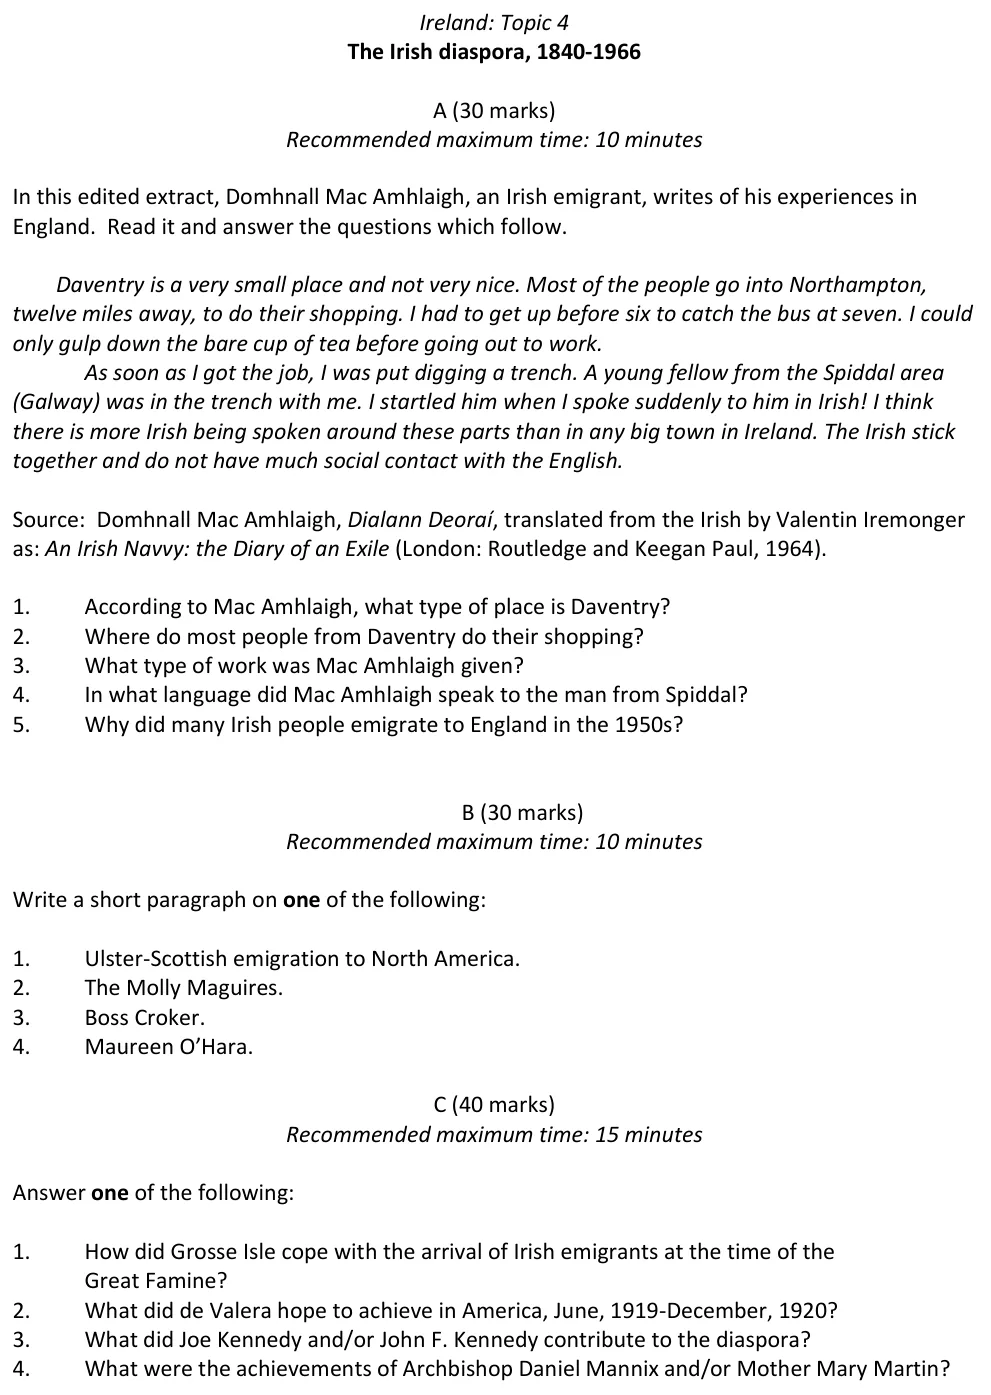 Ireland: Topic 4
The Irish diaspora, 1840-1966
A (30 marks)
Recommended maximum time: 10 minutes
In this edited extract, Domhnall Mac Amhlaigh, an Irish emigrant, writes of his experiences in
England.  Read it and answer the questions which follow.
Daventry is a very small place and not very nice. Most of the people go into Northampton,
twelve miles away, to do their shopping. I had to get up before six to catch the bus at seven. I could
only gulp down the bare cup of tea before going out to work.
As soon as I got the job, I was put digging a trench. A young fellow from the Spiddal area
(Galway) was in the trench with me. I startled him when I spoke suddenly to him in Irish! I think
there is more Irish being spoken around these parts than in any big town in Ireland. The Irish stick
together and do not have much social contact with the English.
Source:  Domhnall Mac Amhlaigh, Dialann Deoraí, translated from the Irish by Valentin Iremonger
as: An Irish Navvy: the Diary of an Exile (London: Routledge and Keegan Paul, 1964).
1. According to Mac Amhlaigh, what type of place is Daventry?
2. Where do most people from Daventry do their shopping?
3. What type of work was Mac Amhlaigh given?
4. In what language did Mac Amhlaigh speak to the man from Spiddal?
5. Why did many Irish people emigrate to England in the 1950s?
B (30 marks)
Recommended maximum time: 10 minutes
Write a short paragraph on one of the following:
1. Ulster-Scottish emigration to North America.
2. The Molly Maguires.
3. Boss Croker.
4. Maureen O’Hara.
C (40 marks)
Recommended maximum time: 15 minutes
Answer one of the following:
1. How did Grosse Isle cope with the arrival of Irish emigrants at the time of the
Great Famine?
2. What did de Valera hope to achieve in America, June, 1919-December, 1920?
3. What did Joe Kennedy and/or John F. Kennedy contribute to the diaspora?
4. What were the achievements of Archbishop Daniel Mannix and/or Mother Mary Martin?